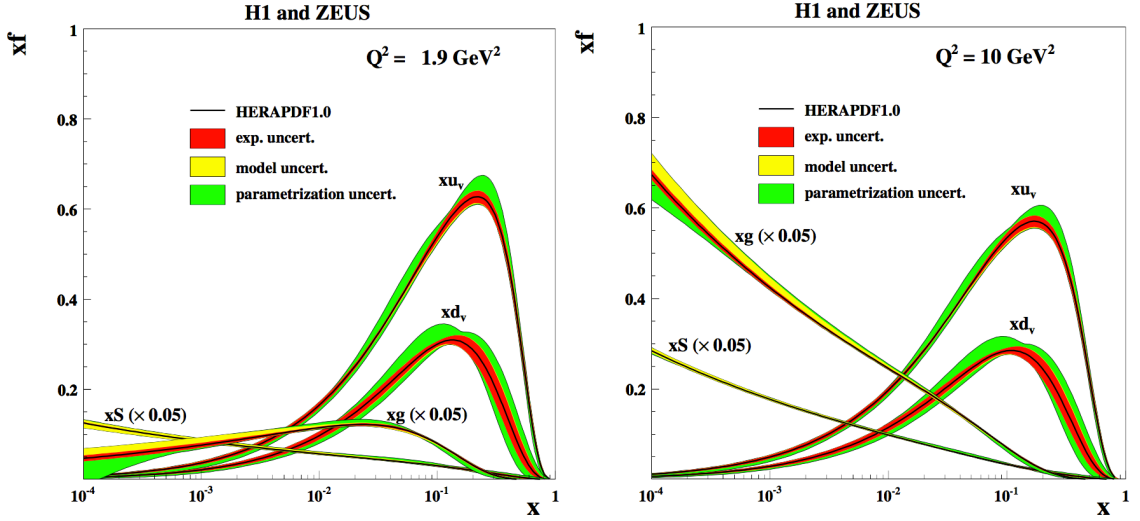 H1 and ZEUS
xf
1
Q² = 1.9 GeV²
0.8
HERAPDF1.0
exp. uncert.
model uncert.
parametrization uncert.
xuᵥ
0.6
0.4
xdᵥ
0.2
xS (× 0.05)
xg (× 0.05)
10⁻⁴
10⁻³
10⁻²
10⁻¹
1
x
H1 and ZEUS
xf
1
Q² = 10 GeV²
0.8
HERAPDF1.0
exp. uncert.
model uncert.
parametrization uncert.
xuᵥ
0.6
xg (× 0.05)
0.4
xdᵥ
xS (× 0.05)
0.2
10⁻⁴
10⁻³
10⁻²
10⁻¹
1
x